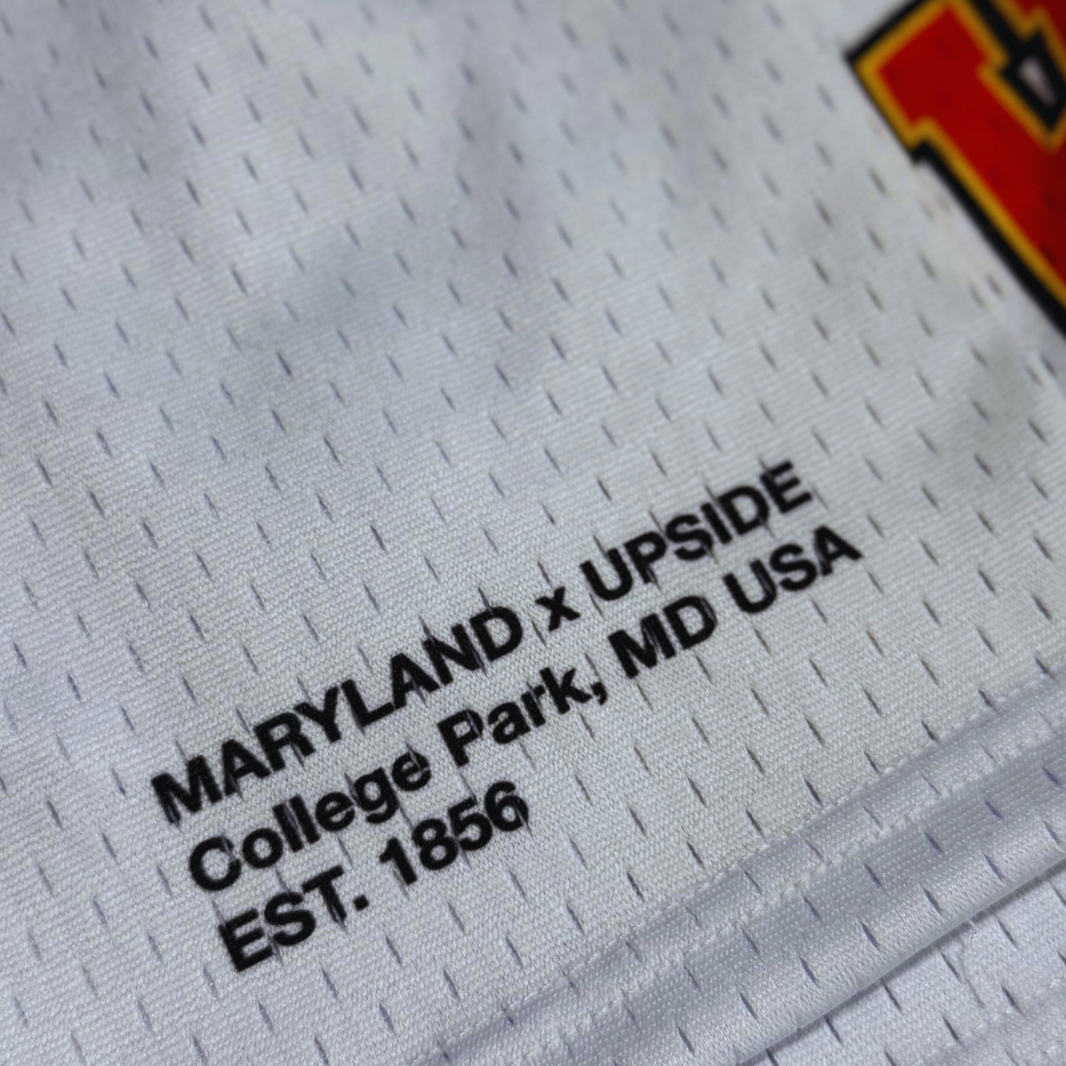 MARYLAND x UPSIDE
College Park, MD USA
EST. 1856